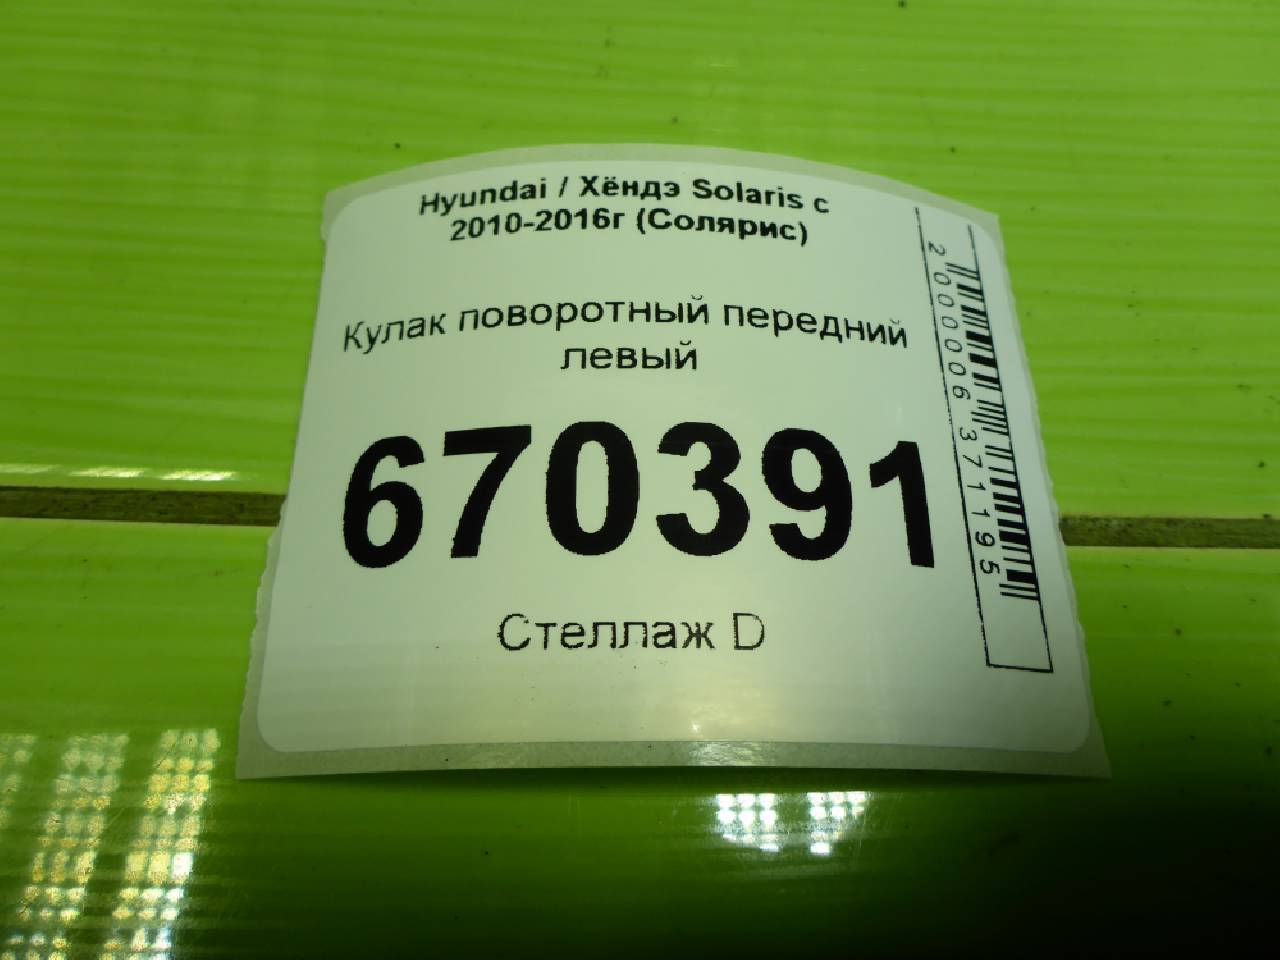 Hyundai / Хёндэ Solaris с
2010-2016г (Солярис)
Кулак поворотный передний
левый
670391
Стеллаж D
2000006371195